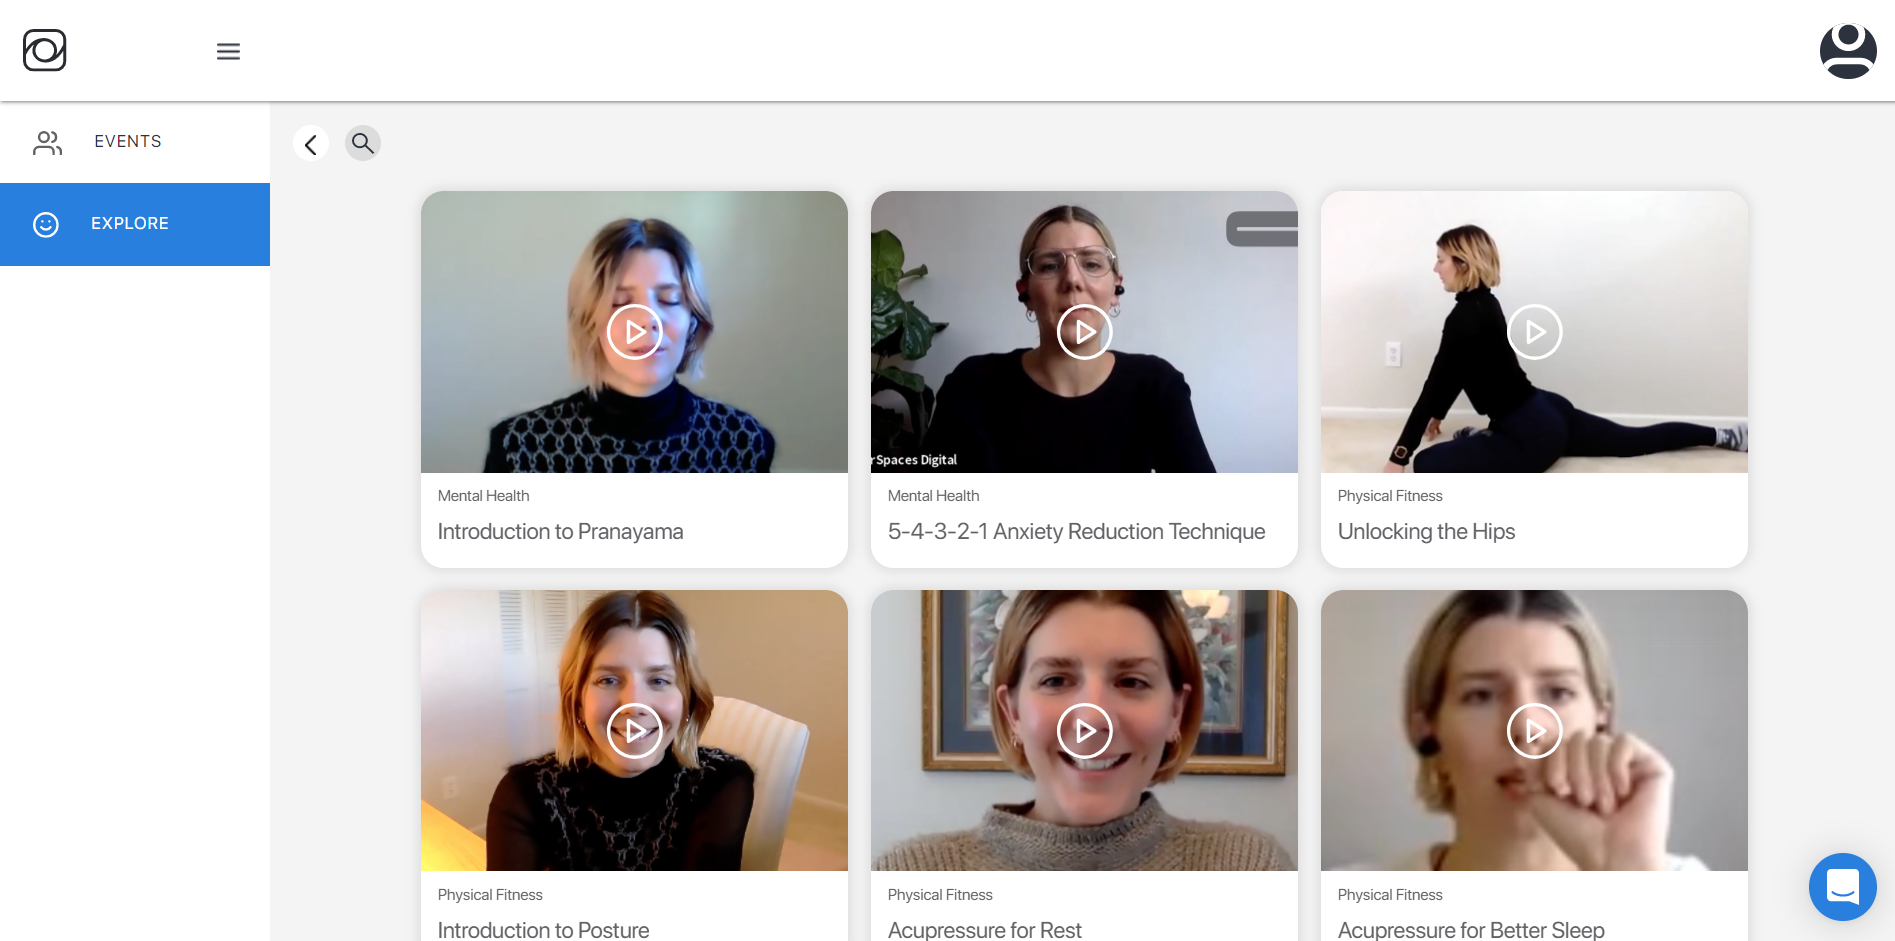 EVENTS
EXPLORE
rSpaces Digital
Mental Health
Introduction to Pranayama
Mental Health
5-4-3-2-1 Anxiety Reduction Technique
Physical Fitness
Unlocking the Hips
Physical Fitness
Introduction to Posture
Physical Fitness
Acupressure for Rest
Physical Fitness
Acupressure for Better Sleep